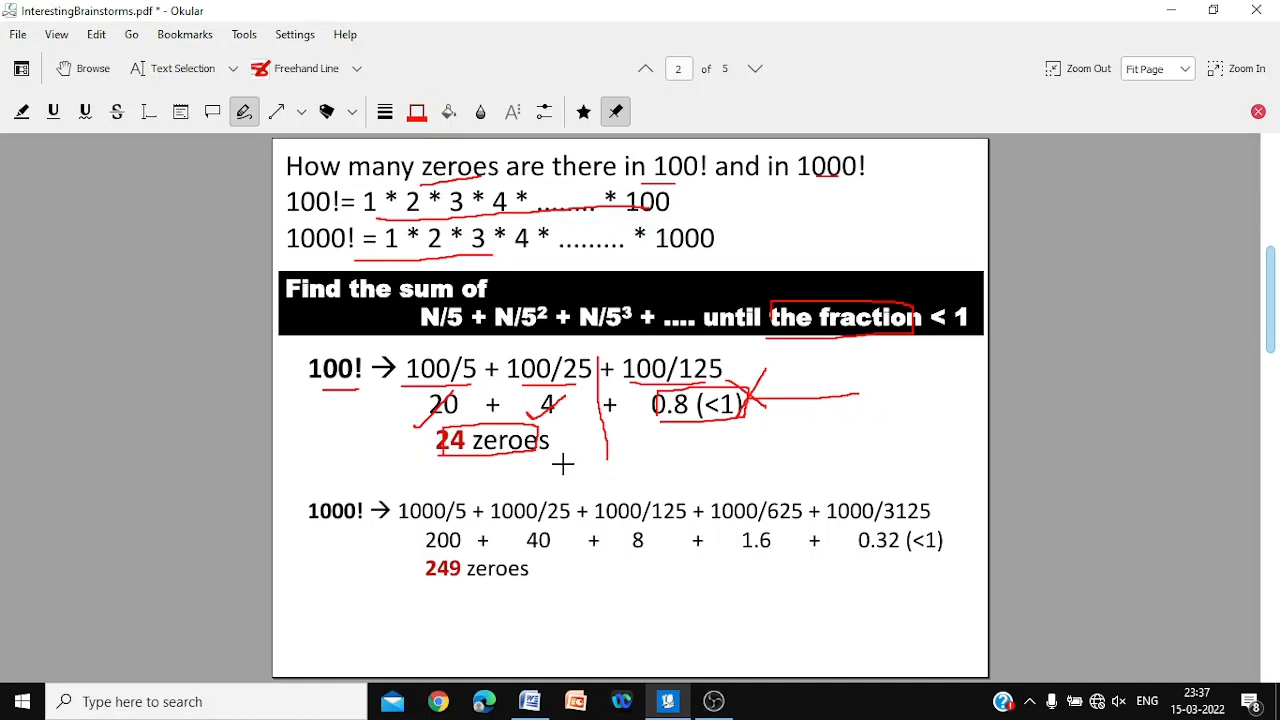 InterestingBrainstorms.pdf * - Okular
File View Edit Go Bookmarks Tools Settings Help
Browse Text Selection Freehand Line 2 of 5 Zoom Out Fit Page Zoom In
How many zeroes are there in 100! and in 1000!
100!= 1 * 2 * 3 * 4 * ........ * 100
1000! = 1 * 2 * 3 * 4 * ......... * 1000
Find the sum of
N/5 + N/5² + N/5³ + .... until the fraction < 1
100! → 100/5 + 100/25 + 100/125
20 + 4 + 0.8 (<1)
24 zeroes
1000! → 1000/5 + 1000/25 + 1000/125 + 1000/625 + 1000/3125
200 + 40 + 8 + 1.6 + 0.32 (<1)
249 zeroes
Type here to search
ENG
23:37
15-03-2022
8